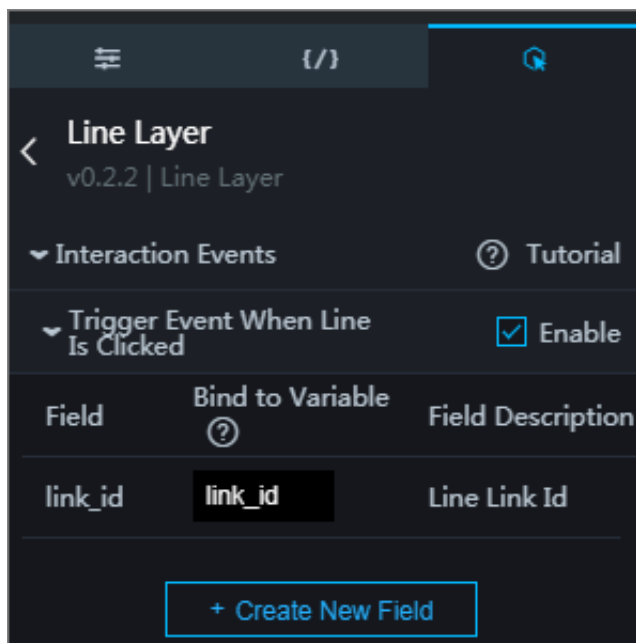 {/}
Line Layer
v0.2.2 | Line Layer
Interaction Events ? Tutorial
Trigger Event When Line
Is Clicked
Enable
Field Bind to Variable ? Field Description
link_id link_id Line Link Id
+ Create New Field